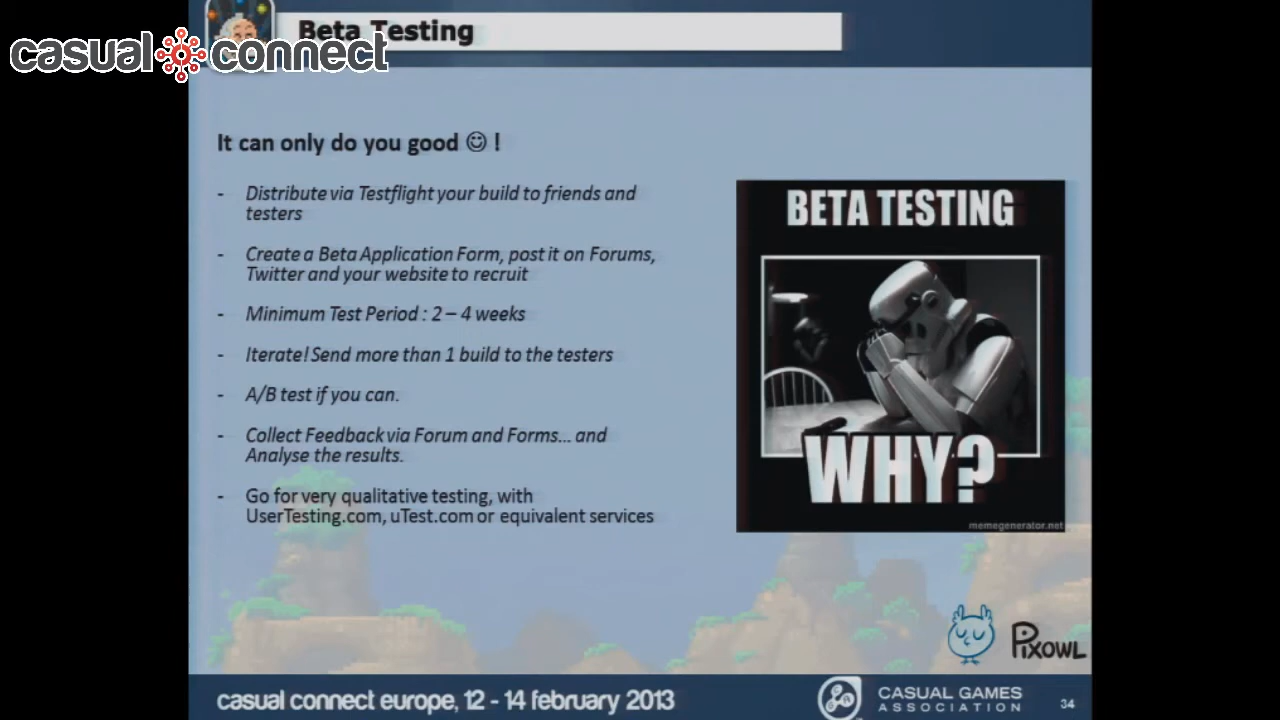 casual connect
Beta Testing
It can only do you good ☺ !
- Distribute via Testflight your build to friends and
testers
- Create a Beta Application Form, post it on Forums,
Twitter and your website to recruit
- Minimum Test Period : 2 – 4 weeks
- Iterate! Send more than 1 build to the testers
- A/B test if you can.
- Collect Feedback via Forum and Forms... and
Analyse the results.
- Go for very qualitative testing, with
UserTesting.com, uTest.com or equivalent services
BETA TESTING
WHY?
memegenerator.net
PIXOWL
casual connect europe, 12 - 14 february 2013
CASUAL GAMES
ASSOCIATION
34